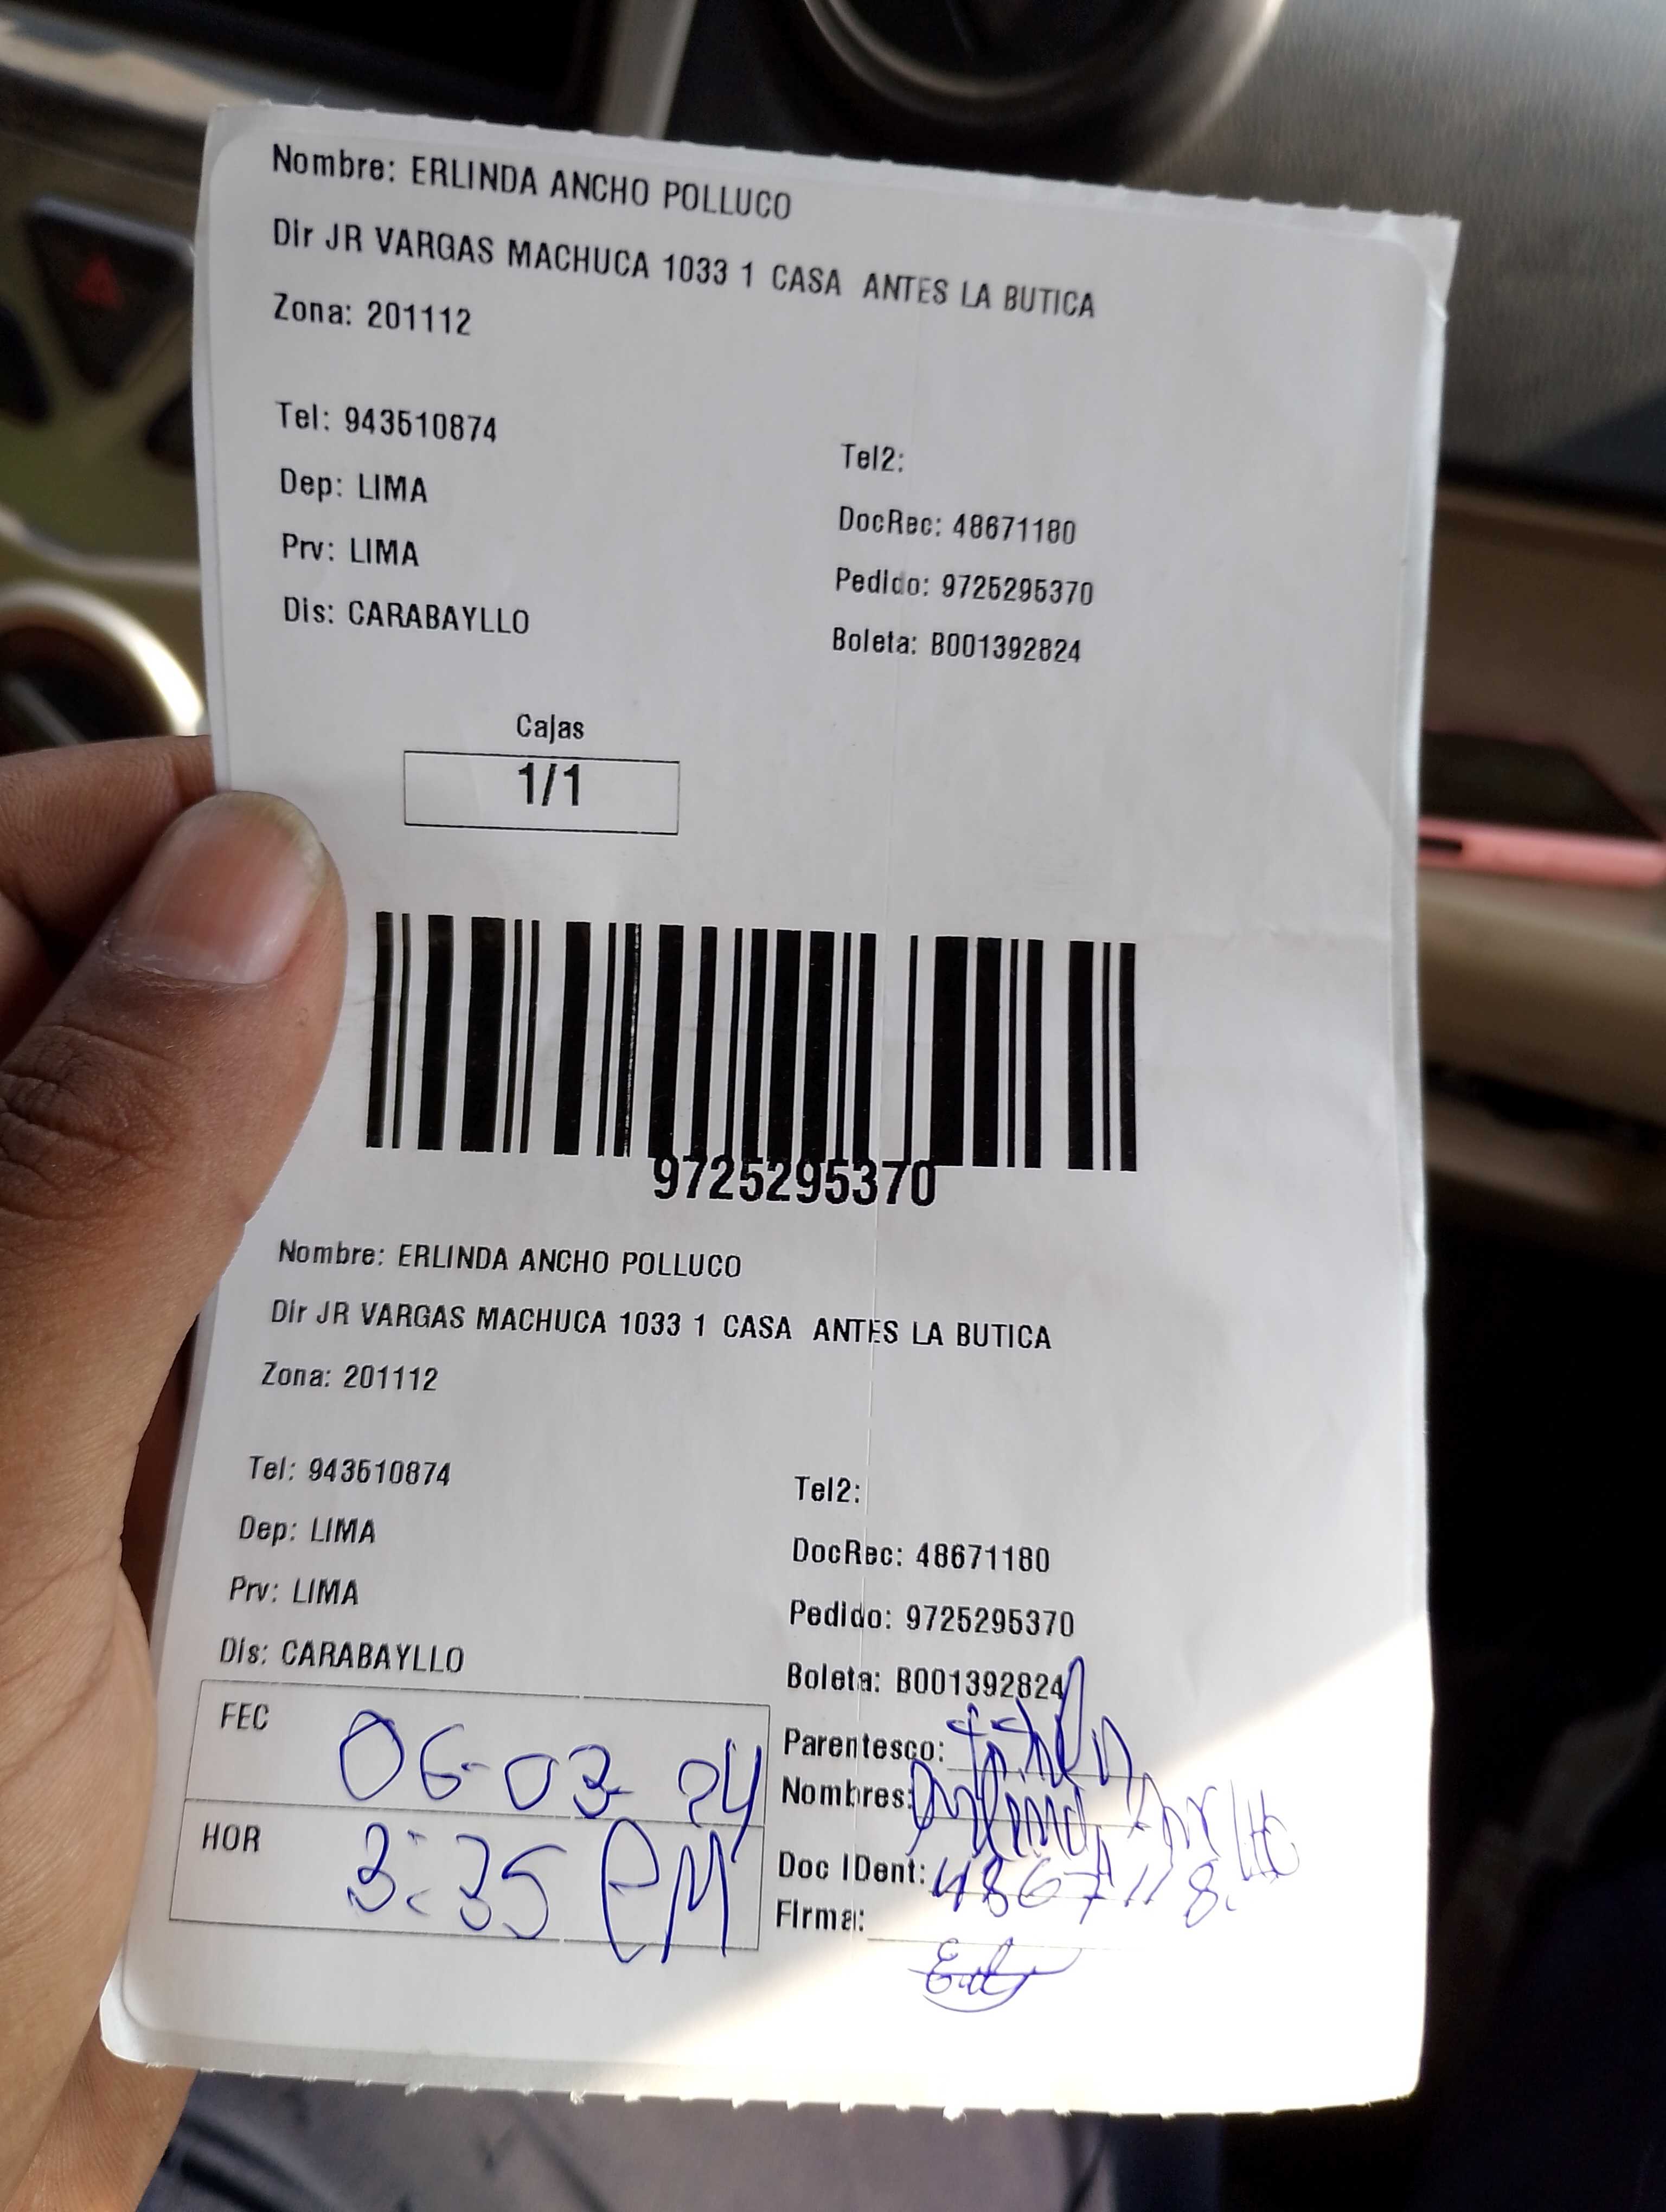 Nombre: ERLINDA ANCHO POLLUCO
Dir JR VARGAS MACHUCA 1033 1 CASA ANTES LA BUTICA
Zona: 201112
Tel: 943510874
Tel2:
Dep: LIMA
DocRec: 48671180
Prv: LIMA
Pedido: 9725295370
Dis: CARABAYLLO
Boleta: B001392824
Cajas
1/1
9725295370
Nombre: ERLINDA ANCHO POLLUCO
Dir JR VARGAS MACHUCA 1033 1 CASA ANTES LA BUTICA
Zona: 201112
Tel: 943510874
Tel2:
Dep: LIMA
DocRec: 48671180
Prv: LIMA
Pedido: 9725295370
Dis: CARABAYLLO
Boleta: B001392824
FEC 06-03-24
Parentesco:
Nombres:
HOR 3:35 PM
Doc IDent:
Firma: